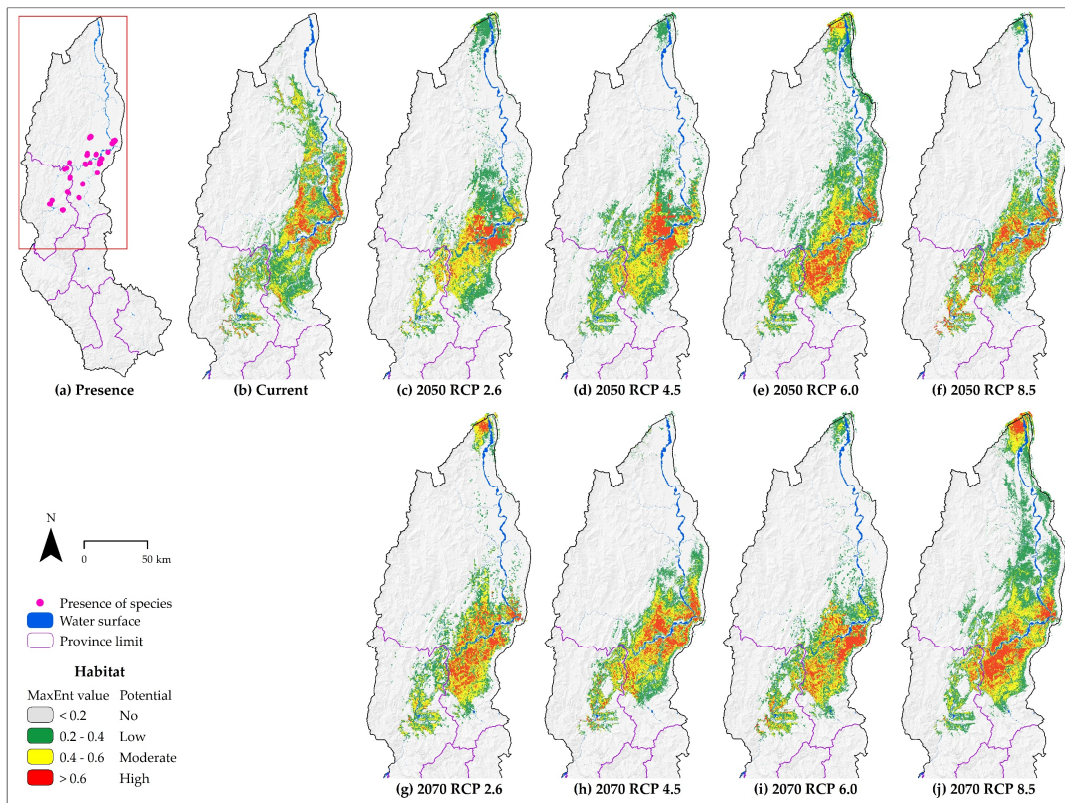 (a) Presence
(b) Current
(c) 2050 RCP 2.6
(d) 2050 RCP 4.5
(e) 2050 RCP 6.0
(f) 2050 RCP 8.5
N
0 50 km
Presence of species
Water surface
Province limit
Habitat
MaxEnt value Potential
< 0.2 No
0.2 - 0.4 Low
0.4 - 0.6 Moderate
> 0.6 High
(g) 2070 RCP 2.6
(h) 2070 RCP 4.5
(i) 2070 RCP 6.0
(j) 2070 RCP 8.5